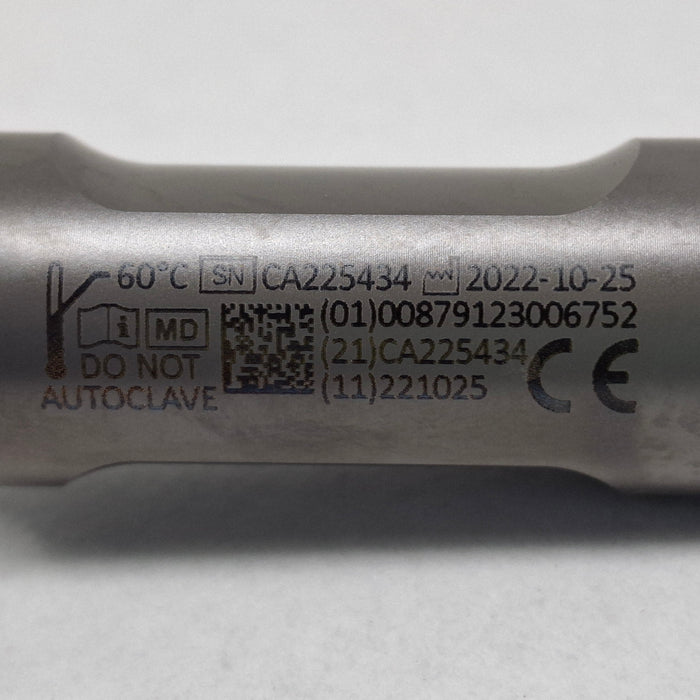 60°C SN CA225434 2022-10-25
i MD (01)00879123006752
DO NOT (21)CA225434
AUTOCLAVE (11)221025 CE